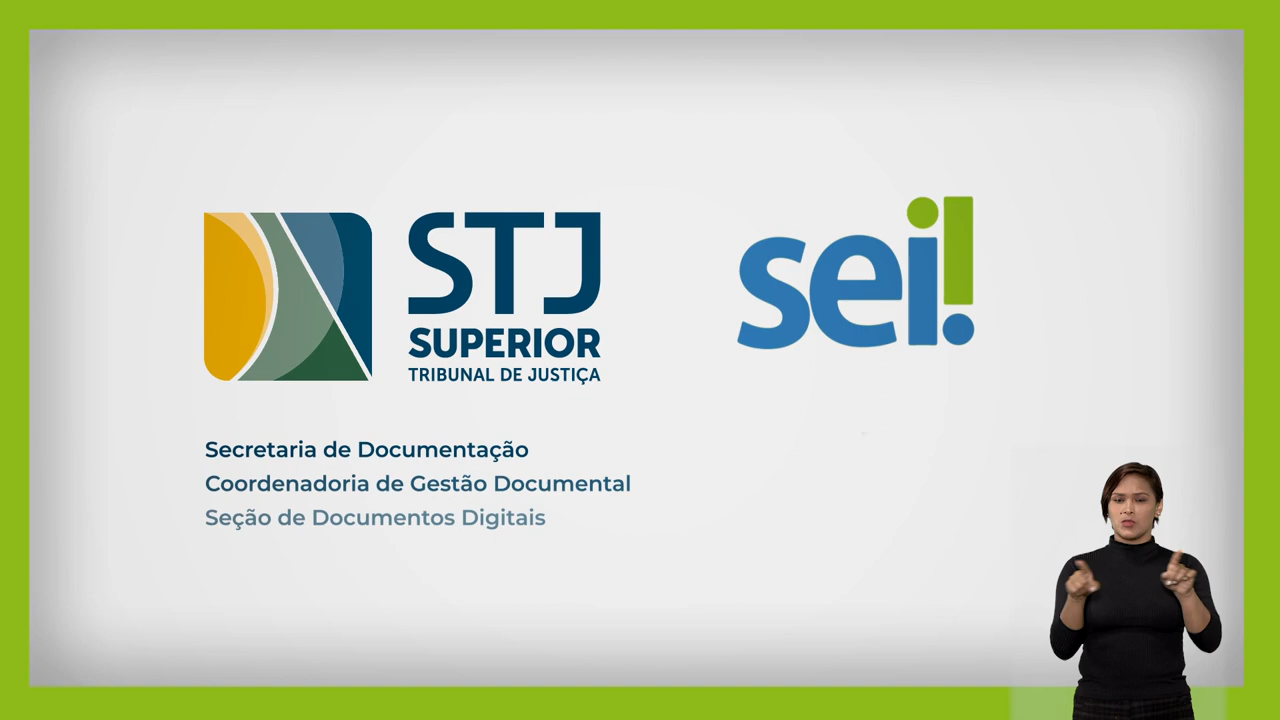 STJ
SUPERIOR
TRIBUNAL DE JUSTIÇA
sei!
Secretaria de Documentação
Coordenadoria de Gestão Documental
Seção de Documentos Digitais